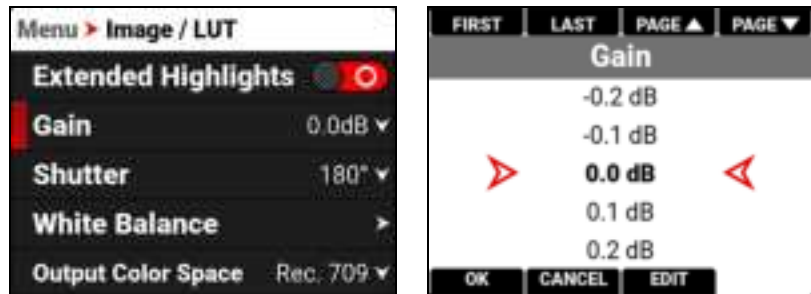 Menu > Image / LUT
Extended Highlights
Gain 0.0dB
Shutter 180°
White Balance >
Output Color Space Rec. 709
FIRST LAST PAGE▲ PAGE▼
Gain
-0.2 dB
-0.1 dB
0.0 dB
0.1 dB
0.2 dB
OK CANCEL EDIT